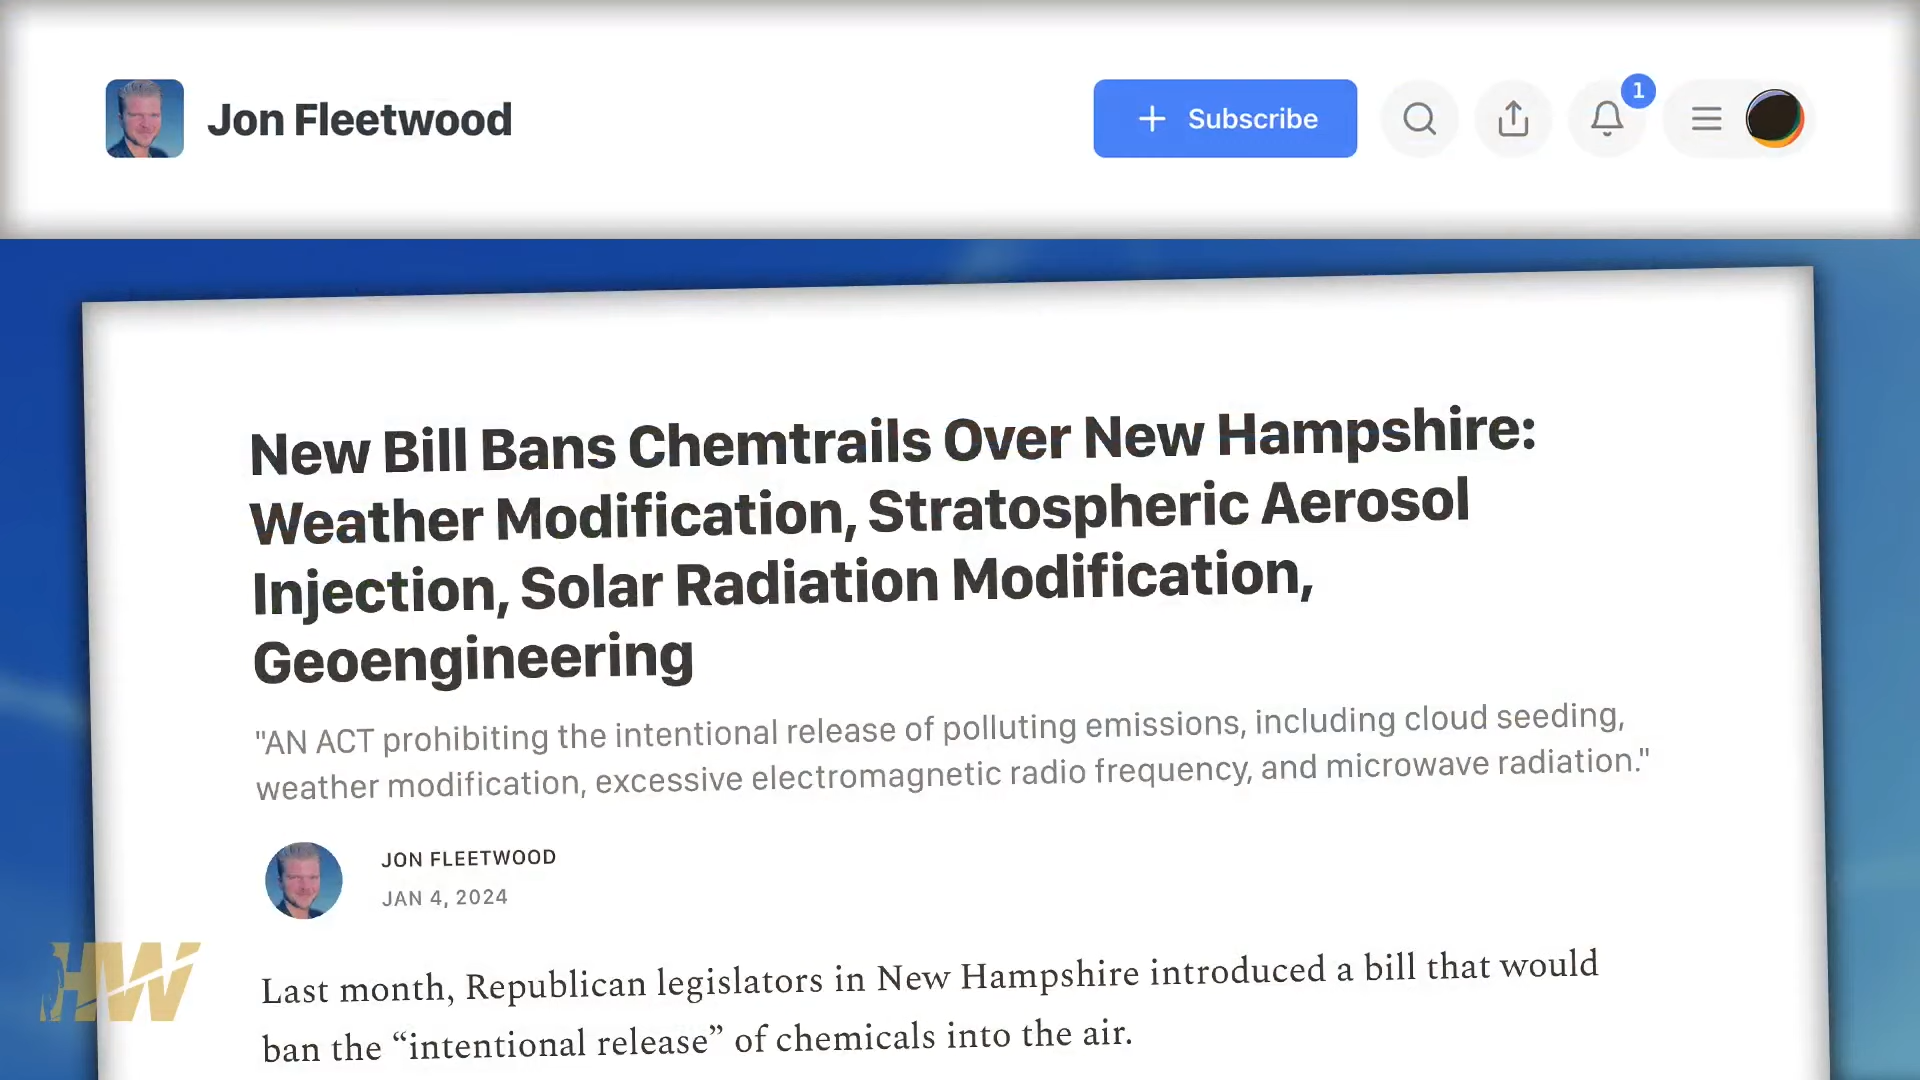 Jon Fleetwood
Subscribe
1
New Bill Bans Chemtrails Over New Hampshire:
Weather Modification, Stratospheric Aerosol
Injection, Solar Radiation Modification,
Geoengineering
"AN ACT prohibiting the intentional release of polluting emissions, including cloud seeding,
weather modification, excessive electromagnetic radio frequency, and microwave radiation."
JON FLEETWOOD
JAN 4, 2024
Last month, Republican legislators in New Hampshire introduced a bill that would
ban the “intentional release” of chemicals into the air.
HW